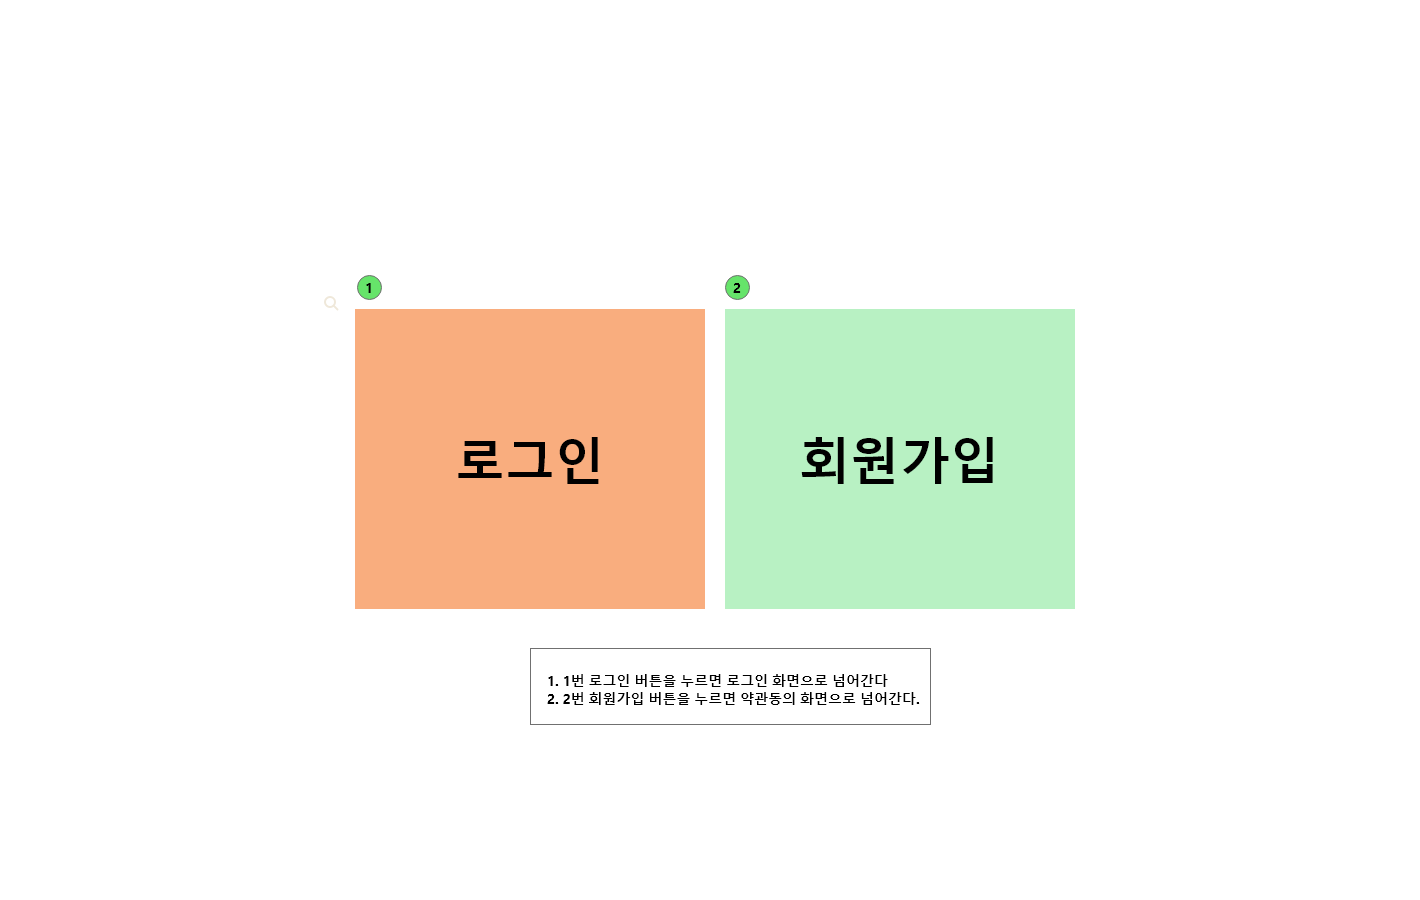 1
2
로그인
회원가입
1. 1번 로그인 버튼을 누르면 로그인 화면으로 넘어간다
2. 2번 회원가입 버튼을 누르면 약관동의 화면으로 넘어간다.